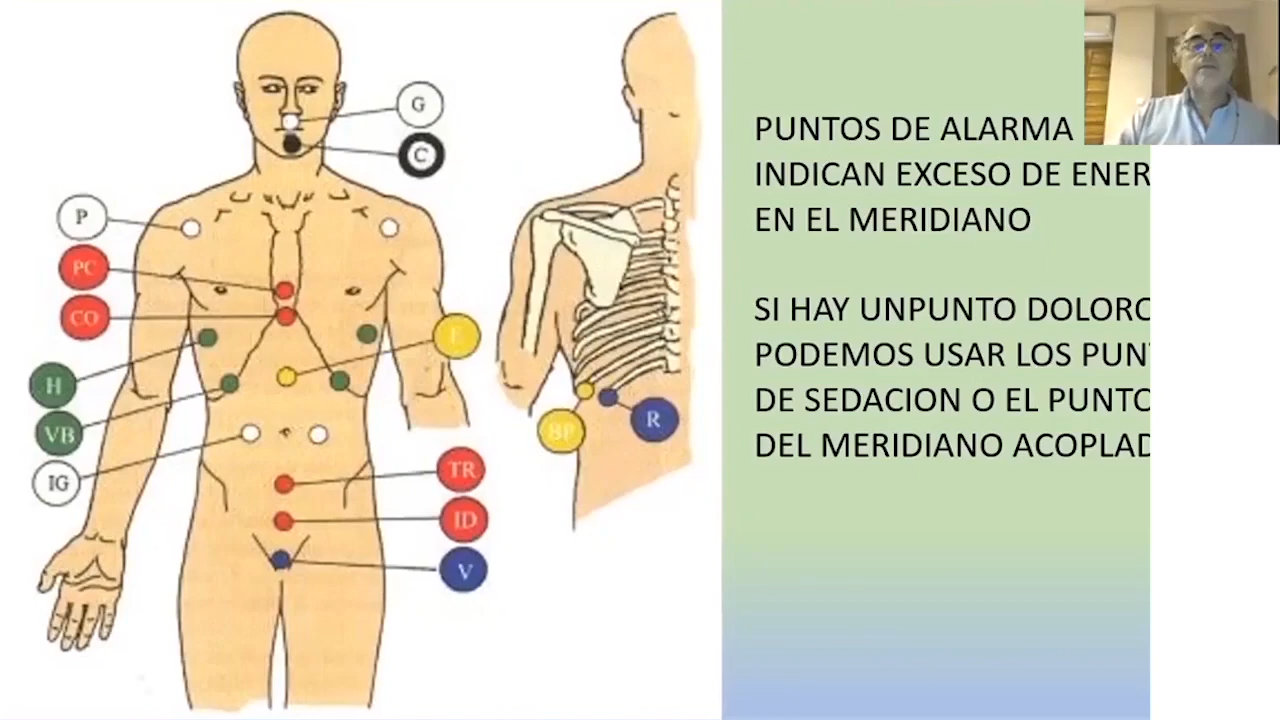 G
C
P
PC
CO
E
H
VB
IG
BP
R
TR
ID
V
PUNTOS DE ALARMA
INDICAN EXCESO DE ENER
EN EL MERIDIANO
SI HAY UNPUNTO DOLORO
PODEMOS USAR LOS PUN
DE SEDACION O EL PUNTO
DEL MERIDIANO ACOPLAD